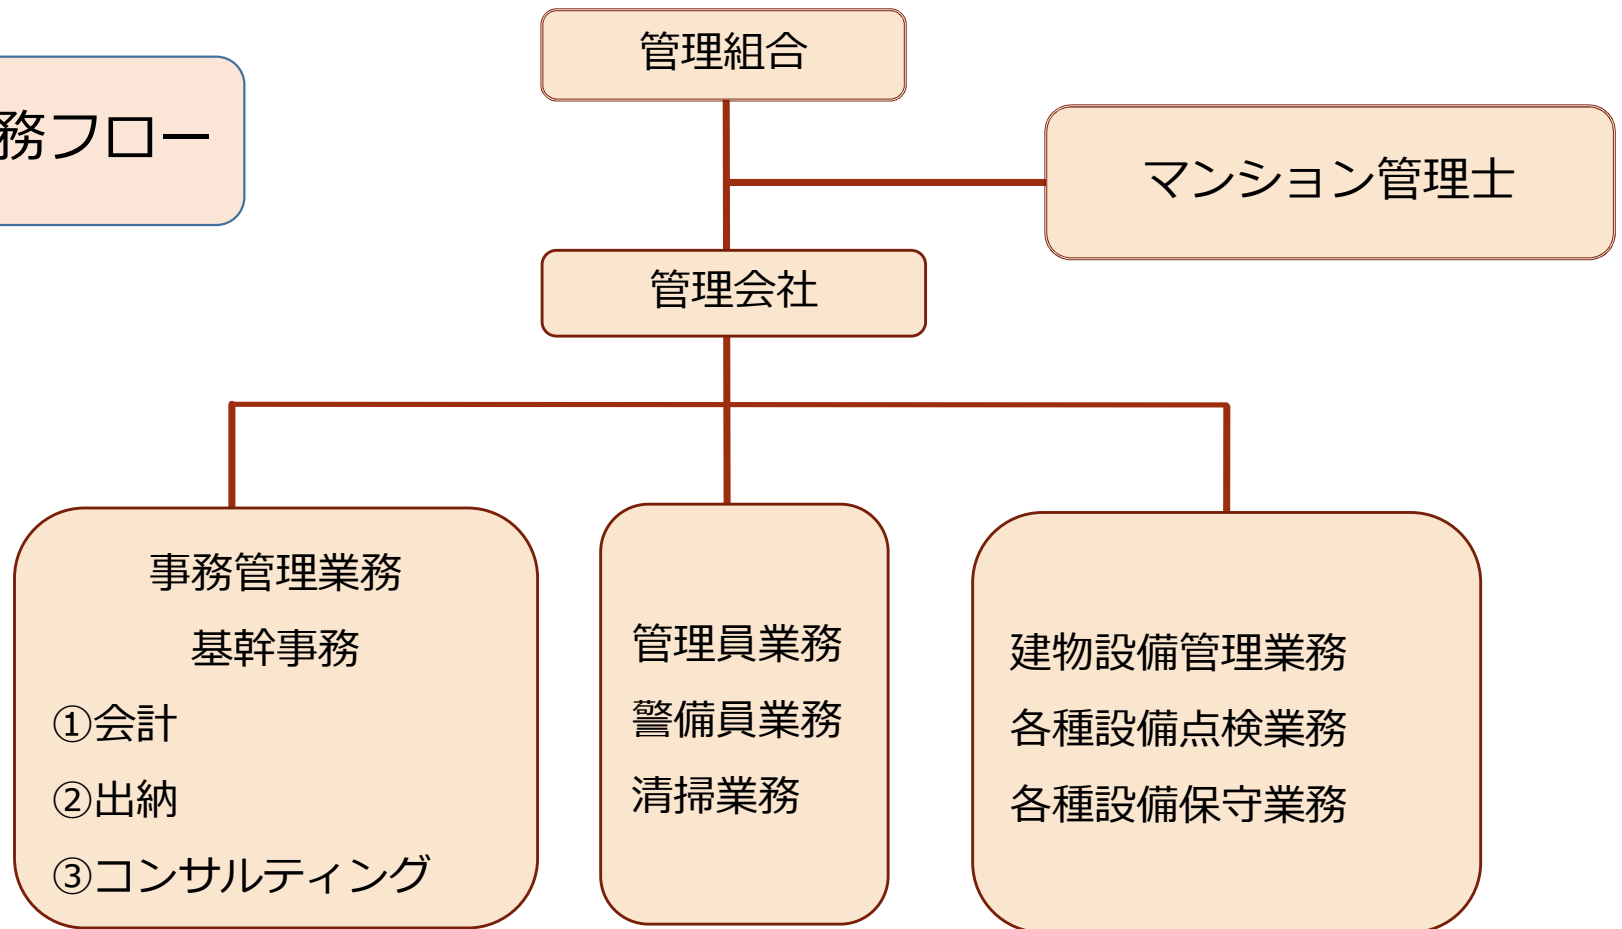 管理組合
務フロー
マンション管理士
管理会社
事務管理業務
基幹事務
①会計
②出納
③コンサルティング
管理員業務
警備員業務
清掃業務
建物設備管理業務
各種設備点検業務
各種設備保守業務